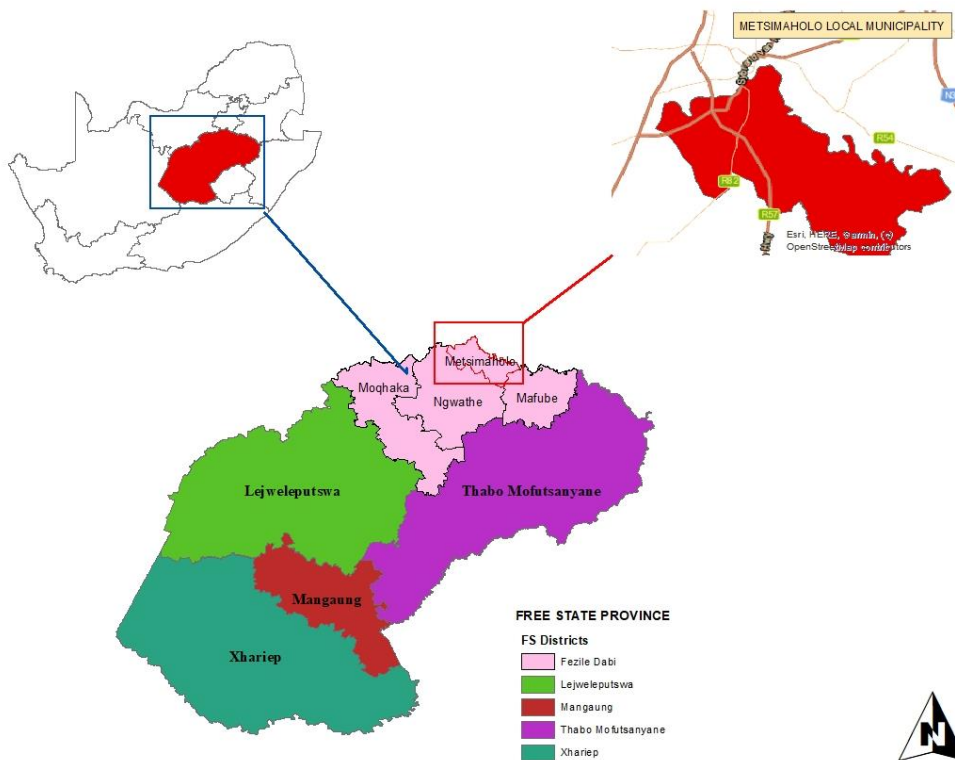 METSIMAHOLO LOCAL MUNICIPALITY
R54
R82
R57
Esri, HERE, Garmin, (c)
OpenStreetMap contributors
Metsimaholo
Moqhaka
Ngwathe
Mafube
Lejweleputswa
Thabo Mofutsanyane
Mangaung
Xhariep
FREE STATE PROVINCE
FS Districts
Fezile Dabi
Lejweleputswa
Mangaung
Thabo Mofutsanyane
Xhariep
N